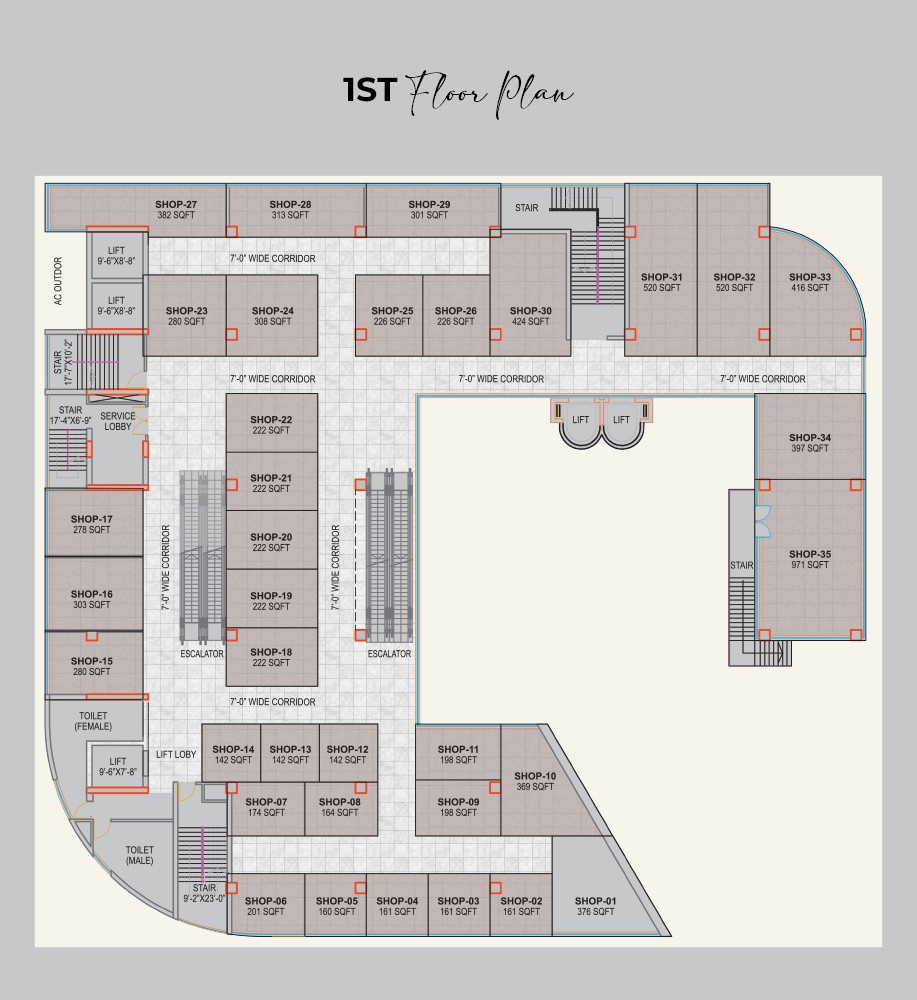 1ST Floor Plan
SHOP-27
382 SQFT
SHOP-28
313 SQFT
SHOP-29
301 SQFT
STAIR
LIFT
9'-6"X8'-8"
7'-0" WIDE CORRIDOR
AC OUTDOR
LIFT
9'-6"X8'-8"
SHOP-23
280 SQFT
SHOP-24
308 SQFT
SHOP-25
226 SQFT
SHOP-26
226 SQFT
SHOP-30
424 SQFT
SHOP-31
520 SQFT
SHOP-32
520 SQFT
SHOP-33
416 SQFT
STAIR
17'-7"X10'-2"
7'-0" WIDE CORRIDOR
7'-0" WIDE CORRIDOR
7'-0" WIDE CORRIDOR
STAIR
17'-4"X6'-9"
SERVICE
LOBBY
SHOP-22
222 SQFT
LIFT
LIFT
SHOP-34
397 SQFT
SHOP-21
222 SQFT
SHOP-17
278 SQFT
SHOP-20
222 SQFT
7'-0" WIDE CORRIDOR
7'-0" WIDE CORRIDOR
SHOP-35
971 SQFT
STAIR
SHOP-16
303 SQFT
SHOP-19
222 SQFT
SHOP-15
280 SQFT
SHOP-18
222 SQFT
ESCALATOR
ESCALATOR
7'-0" WIDE CORRIDOR
TOILET
(FEMALE)
LIFT
9'-6"X7'-8"
LIFT LOBY
SHOP-14
142 SQFT
SHOP-13
142 SQFT
SHOP-12
142 SQFT
SHOP-11
198 SQFT
SHOP-10
369 SQFT
SHOP-07
174 SQFT
SHOP-08
164 SQFT
SHOP-09
198 SQFT
TOILET
(MALE)
STAIR
9'-2"X23'-0"
SHOP-06
201 SQFT
SHOP-05
160 SQFT
SHOP-04
161 SQFT
SHOP-03
161 SQFT
SHOP-02
161 SQFT
SHOP-01
376 SQFT